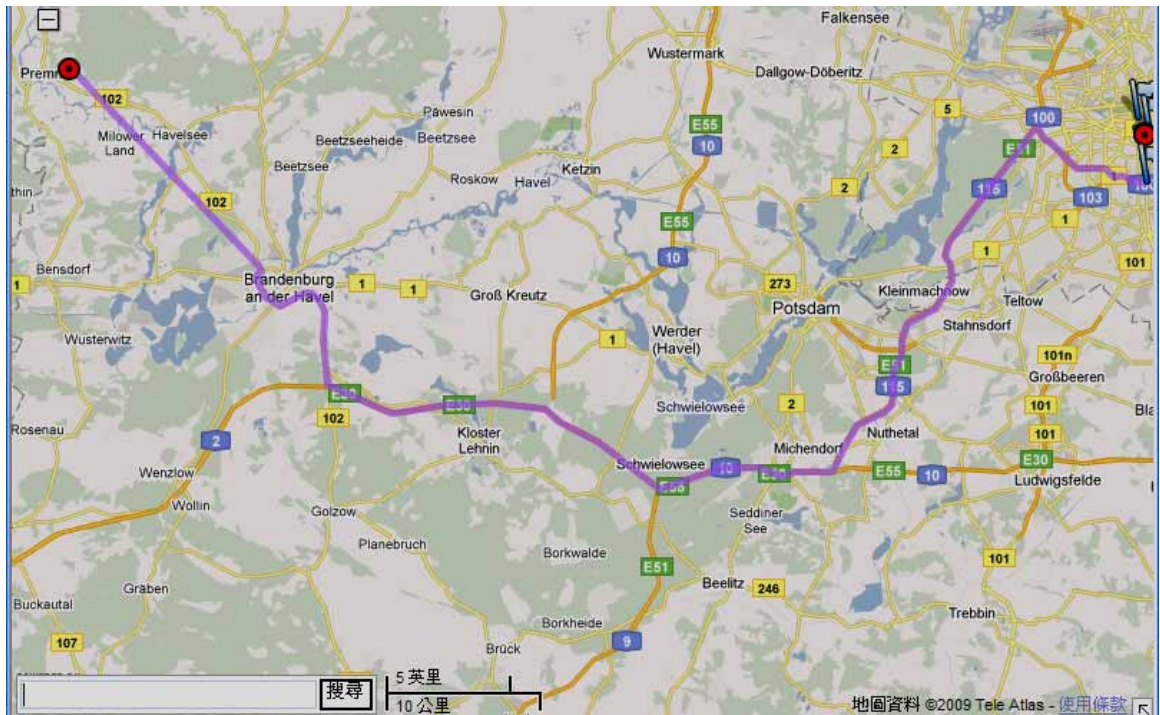 Falkensee
Wustermark
Dallgow-Döberitz
102
5
100
Milower Havelsee
Land
Päwesin
Beetzseeheide Beetzsee
E55
10
2
Beetzsee
Roskow Havel
Ketzin
2
115
103
102
1
E55
1
Bensdorf
10
101
1
Brandenburg
an der Havel
1
1
Groß Kreutz
273
Potsdam
Kleinmachnow
Teltow
Stahnsdorf
Wusterwitz
1
Werder
(Havel)
E51
101n
115
Großbeeren
E30
E30
Schwielowsee
2
101
102
Rosenau
2
Kloster
Lehnin
Michendorf
Nuthetal
101
Schwielowsee
10
E30
E55
10
E30
Wenzlow
E55
Ludwigsfelde
Wollin
Golzow
Seddiner
See
Planebruch
Borkwalde
101
E51
Beelitz
246
Gräben
Buckautal
Trebbin
Borkheide
107
9
Brück
搜尋
5 英里
10 公里
地圖資料 ©2009 Tele Atlas - 使用條款